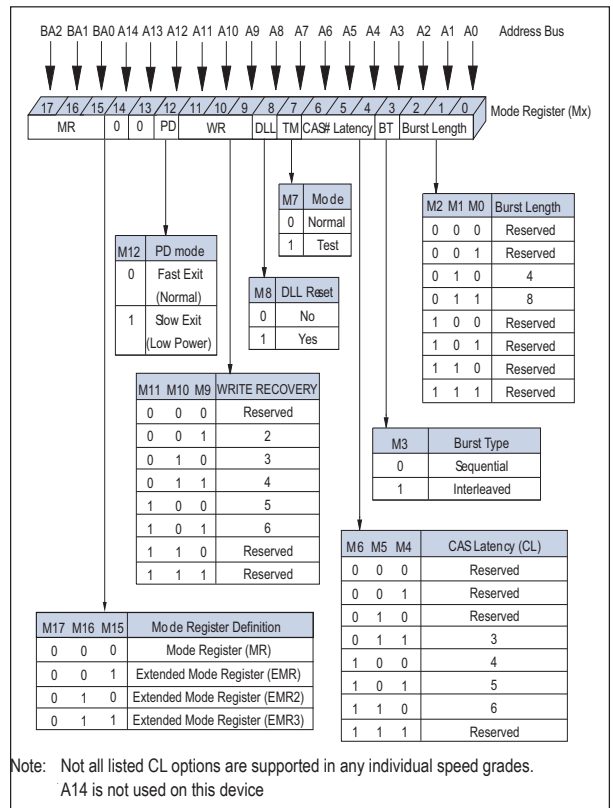 BA2 BA1 BA0 A14 A13 A12 A11 A10 A9 A8 A7 A6 A5 A4 A3 A2 A1 A0 Address Bus
17 16 15 14 13 12 11 10 9 8 7 6 5 4 3 2 1 0 Mode Register (Mx)
MR 0 0 PD WR DLL TM CAS# Latency BT Burst Length
M7 Mode
0 Normal
1 Test
M2 M1 M0 Burst Length
0 0 0 Reserved
0 0 1 Reserved
0 1 0 4
0 1 1 8
1 0 0 Reserved
1 0 1 Reserved
1 1 0 Reserved
1 1 1 Reserved
M12 PD mode
0 Fast Exit
(Normal)
1 Slow Exit
(Low Power)
M8 DLL Reset
0 No
1 Yes
M11 M10 M9 WRITE RECOVERY
0 0 0 Reserved
0 0 1 2
0 1 0 3
0 1 1 4
1 0 0 5
1 0 1 6
1 1 0 Reserved
1 1 1 Reserved
M3 Burst Type
0 Sequential
1 Interleaved
M6 M5 M4 CAS Latency (CL)
0 0 0 Reserved
0 0 1 Reserved
0 1 0 Reserved
0 1 1 3
1 0 0 4
1 0 1 5
1 1 0 6
1 1 1 Reserved
M17 M16 M15 Mode Register Definition
0 0 0 Mode Register (MR)
0 0 1 Extended Mode Register (EMR)
0 1 0 Extended Mode Register (EMR2)
0 1 1 Extended Mode Register (EMR3)
Note: Not all listed CL options are supported in any individual speed grades.
A14 is not used on this device